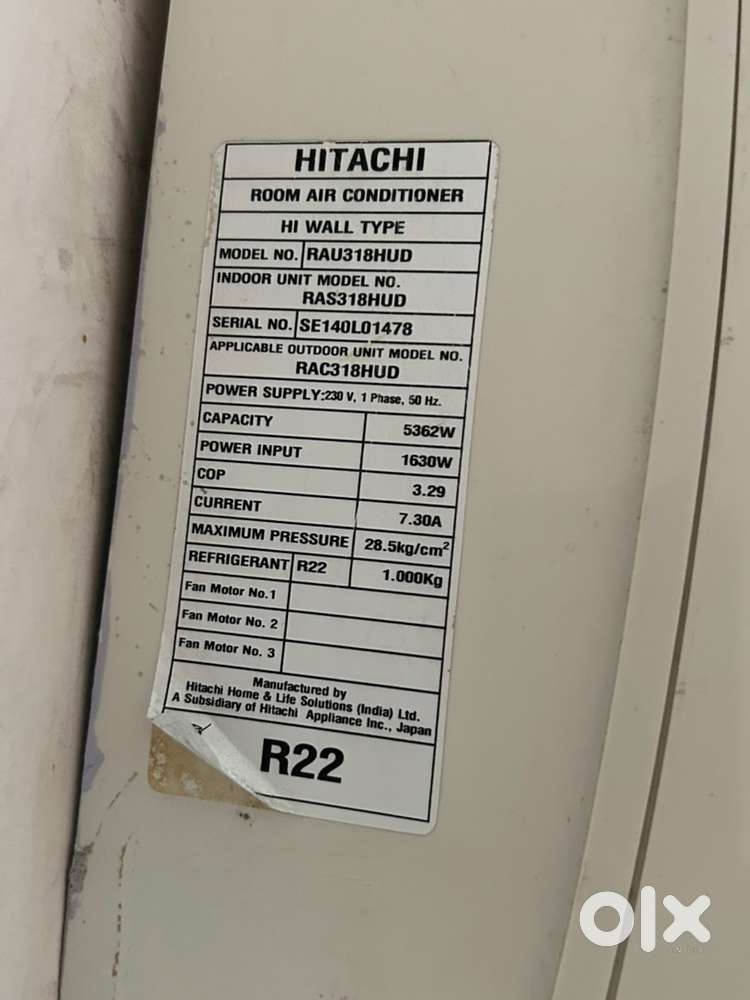 HITACHI
ROOM AIR CONDITIONER
HI WALL TYPE
MODEL NO. RAU318HUD
INDOOR UNIT MODEL NO.
RAS318HUD
SERIAL NO. SE140L01478
APPLICABLE OUTDOOR UNIT MODEL NO.
RAC318HUD
POWER SUPPLY:230 V, 1 Phase, 50 Hz.
CAPACITY 5362W
POWER INPUT 1630W
COP 3.29
CURRENT 7.30A
MAXIMUM PRESSURE 28.5kg/cm²
REFRIGERANT R22 1.000Kg
Fan Motor No.1
Fan Motor No. 2
Fan Motor No. 3
Manufactured by
Hitachi Home & Life Solutions (India) Ltd.
A Subsidiary of Hitachi Appliance Inc., Japan
R22
olx